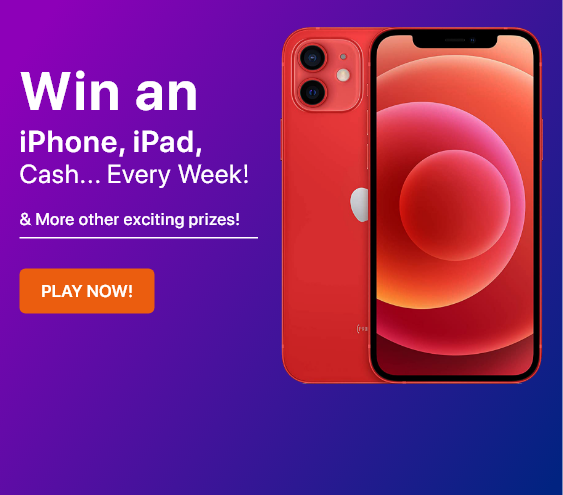 Win an
iPhone, iPad,
Cash... Every Week!
& More other exciting prizes!
PLAY NOW!